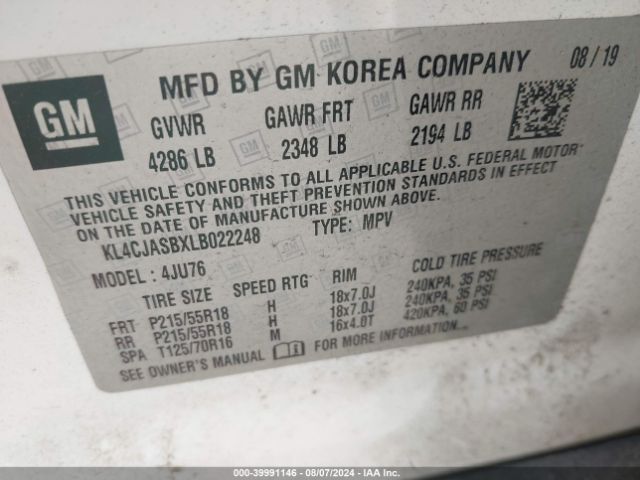 GM
MFD BY GM KOREA COMPANY 08/19
GVWR GAWR FRT GAWR RR
4286 LB 2348 LB 2194 LB
THIS VEHICLE CONFORMS TO ALL APPLICABLE U.S. FEDERAL MOTOR
VEHICLE SAFETY AND THEFT PREVENTION STANDARDS IN EFFECT
ON THE DATE OF MANUFACTURE SHOWN ABOVE.
KL4CJASBXLB022248 TYPE: MPV
MODEL: 4JU76
TIRE SIZE SPEED RTG RIM COLD TIRE PRESSURE
FRT P215/55R18 H 18x7.0J 240KPA, 35 PSI
RR P215/55R18 H 18x7.0J 240KPA, 35 PSI
SPA T125/70R16 M 16x4.0T 420KPA, 60 PSI
SEE OWNER'S MANUAL FOR MORE INFORMATION.
000-39991146 - 08/07/2024 - IAA Inc.